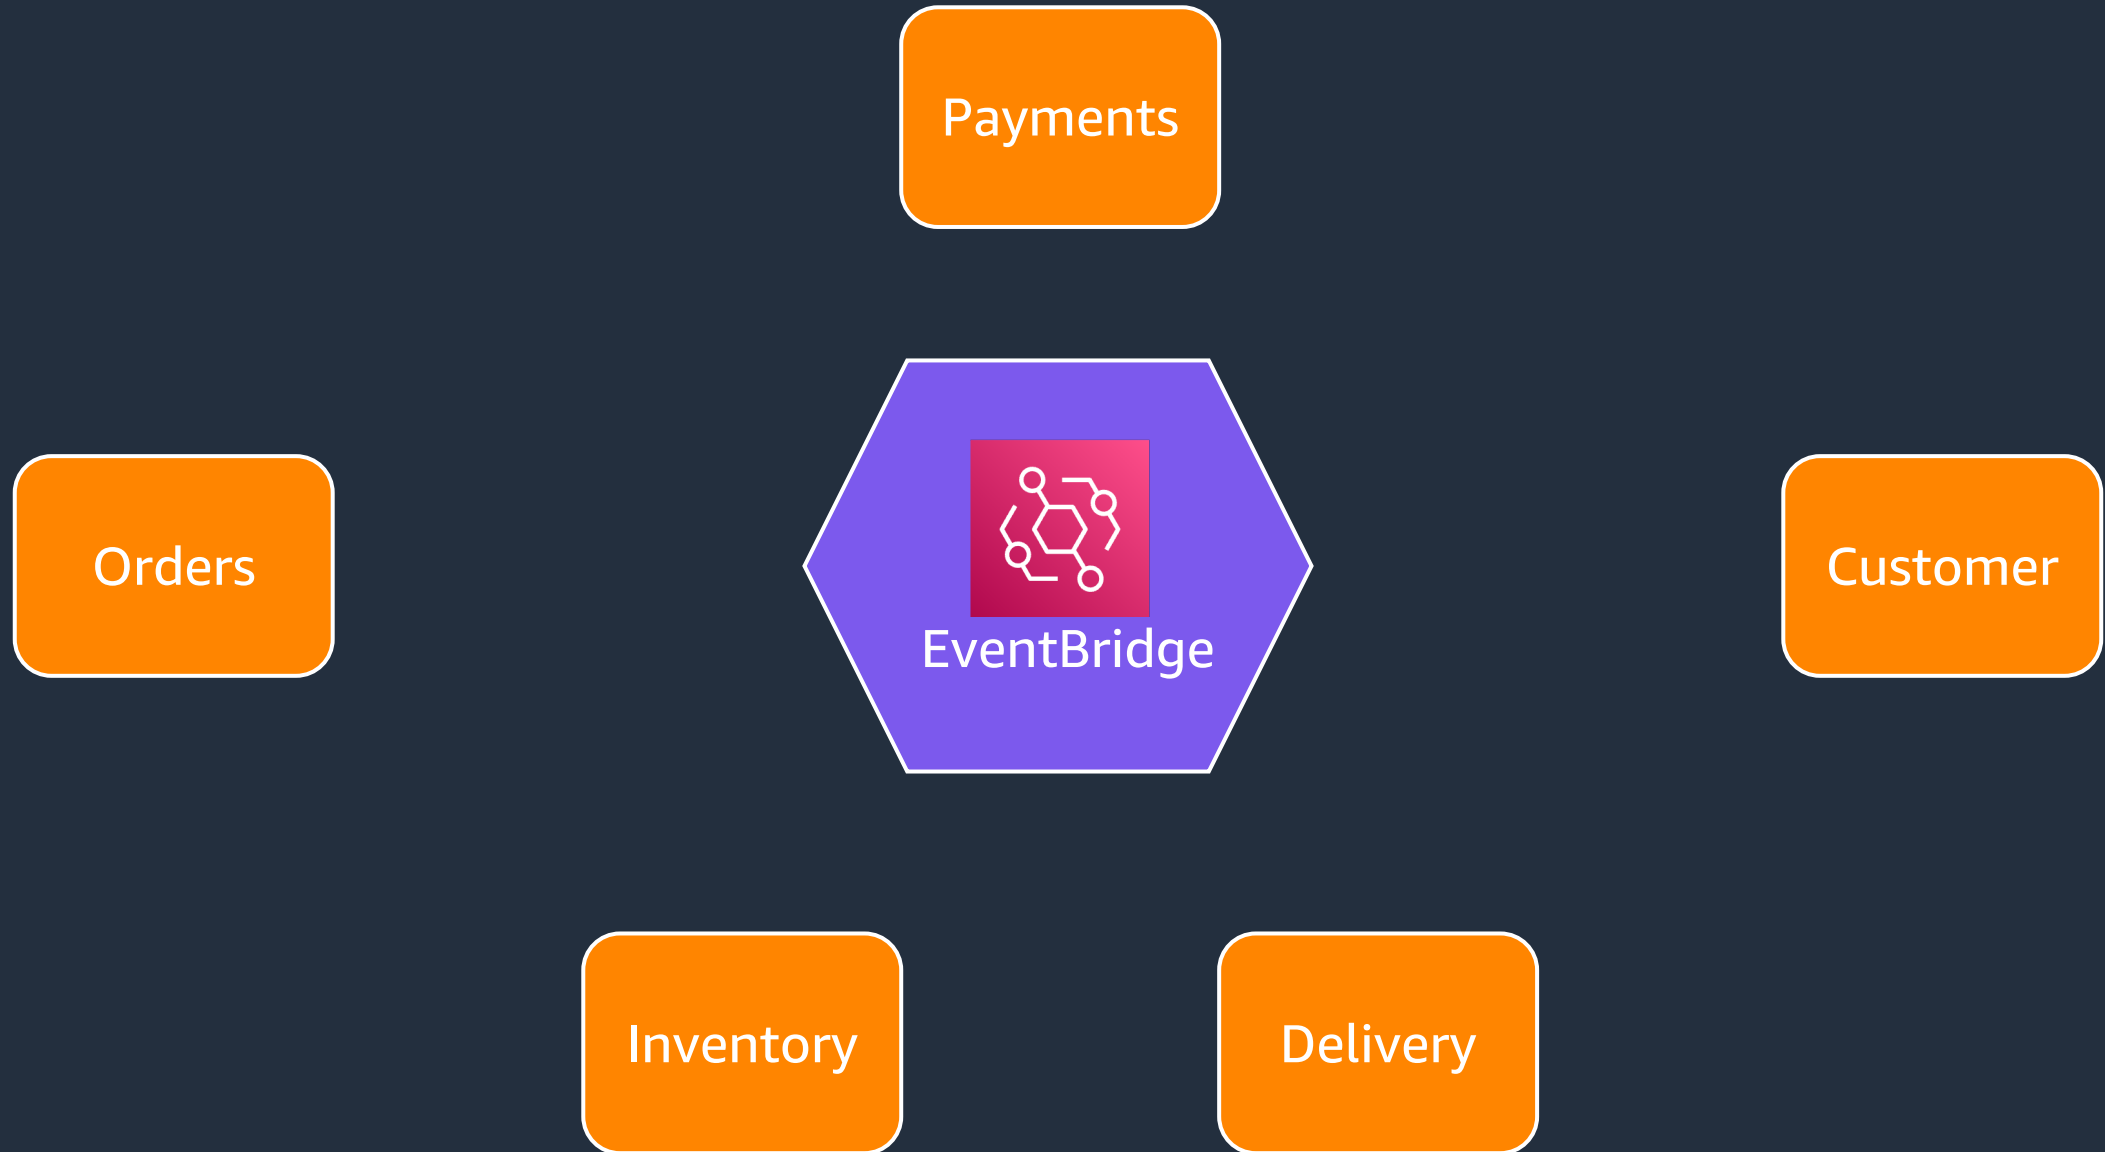 Payments
Orders
EventBridge
Customer
Inventory
Delivery